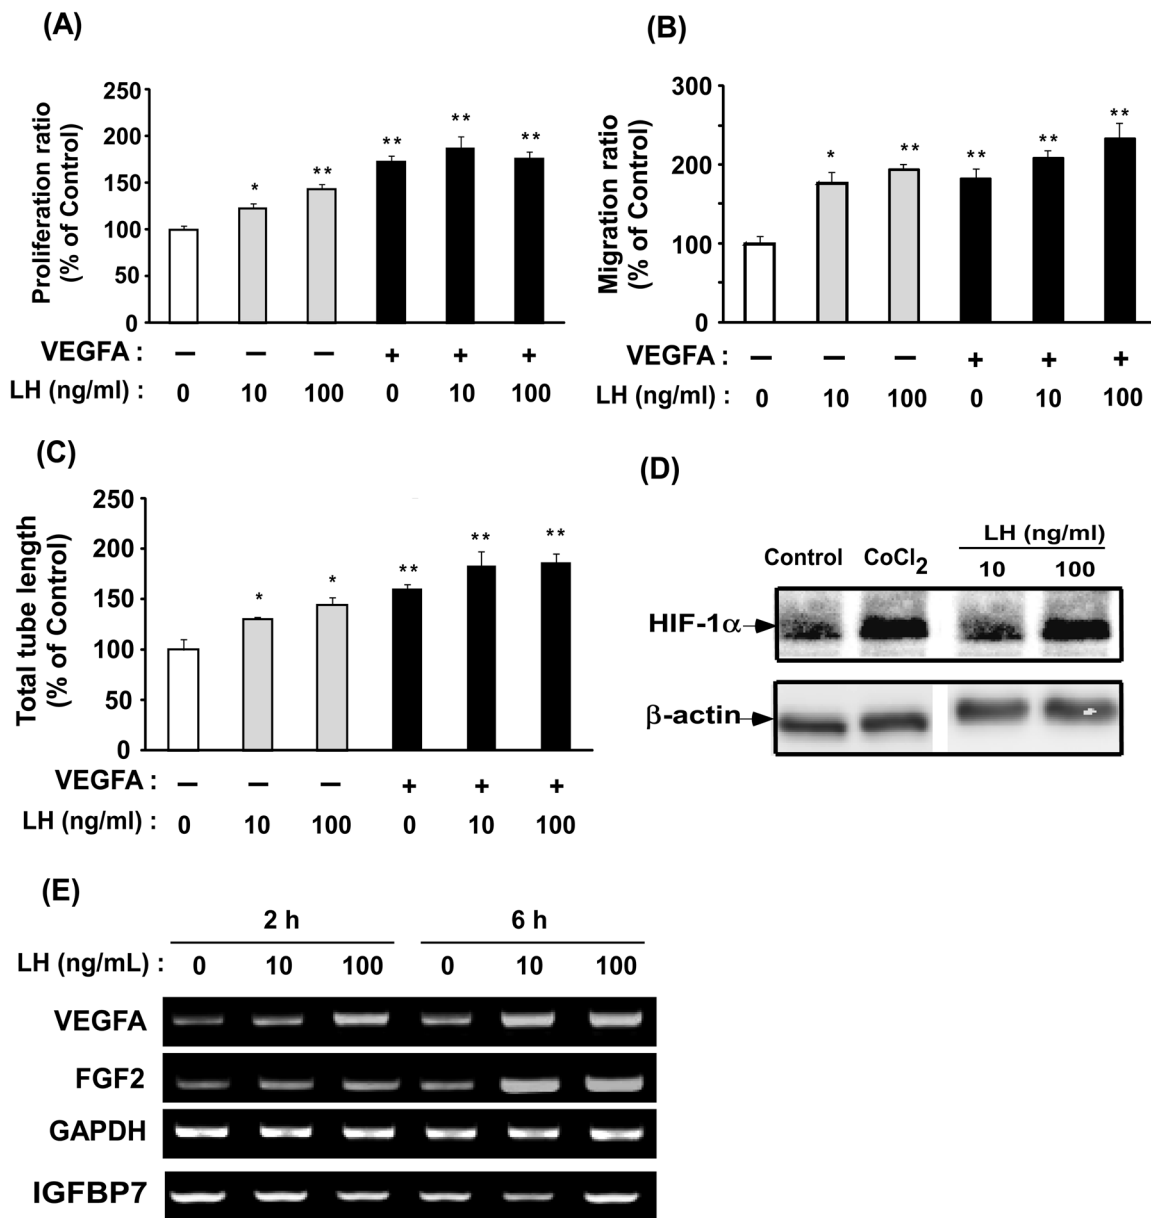 (A)
Proliferation ratio
(% of Control)
250
200
150
100
50
0
*
**
**
**
**
VEGFA : – – – + + +
LH (ng/ml) : 0 10 100 0 10 100
(B)
Migration ratio
(% of Control)
300
200
100
0
*
**
**
**
**
VEGFA : – – – + + +
LH (ng/ml) : 0 10 100 0 10 100
(C)
Total tube length
(% of Control)
250
200
150
100
50
0
*
*
**
**
**
VEGFA : – – – + + +
LH (ng/ml) : 0 10 100 0 10 100
(D)
LH (ng/ml)
Control CoCl2 10 100
HIF-1α
β-actin
(E)
2 h 6 h
LH (ng/mL) : 0 10 100 0 10 100
VEGFA
FGF2
GAPDH
IGFBP7